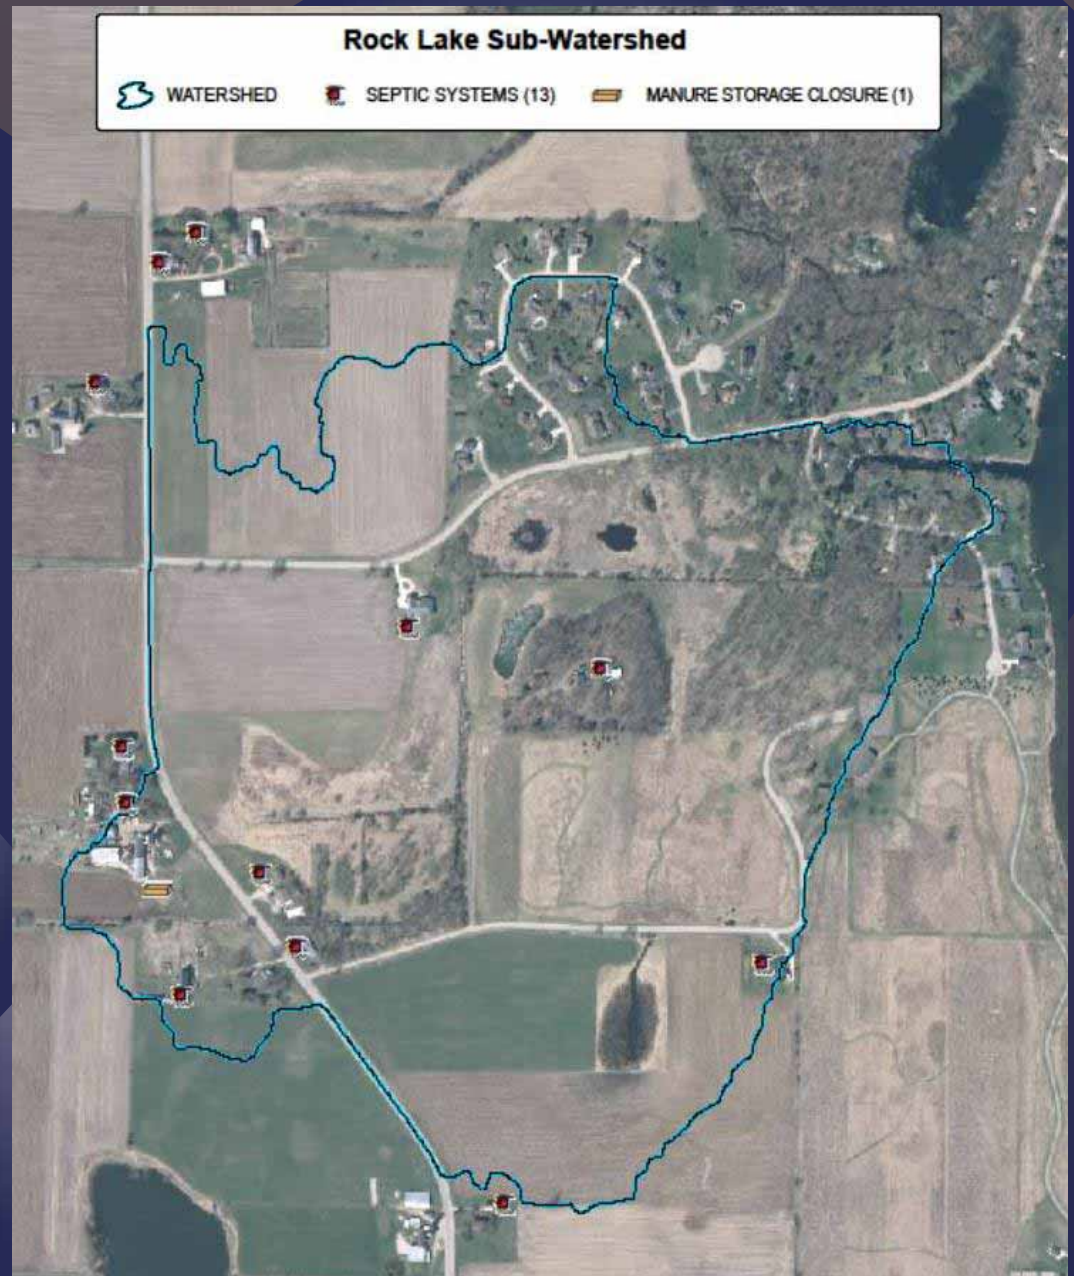 Rock Lake Sub-Watershed
WATERSHED SEPTIC SYSTEMS (13) MANURE STORAGE CLOSURE (1)